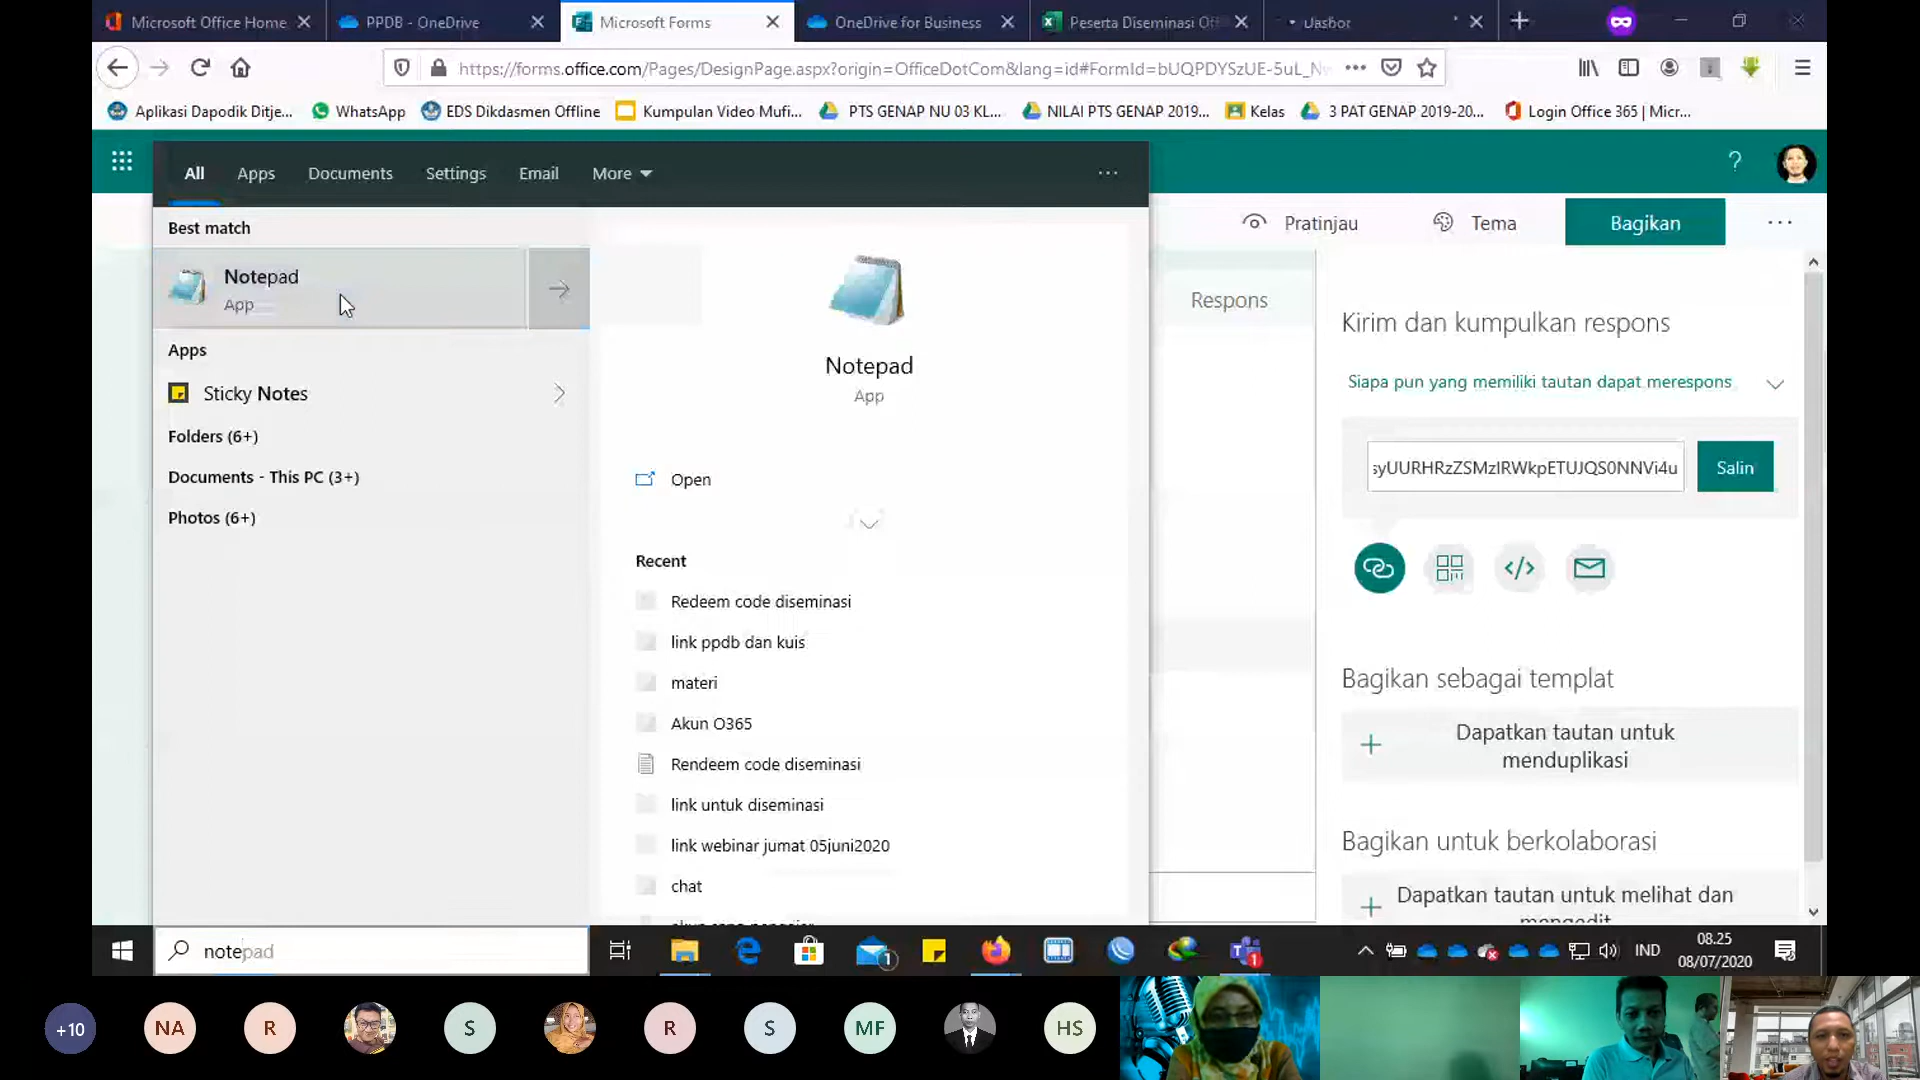 Microsoft Office Home
PPDB - OneDrive
Microsoft Forms
OneDrive for Business
Peserta Diseminasi Of
Dasbor
https://forms.office.com/Pages/DesignPage.aspx?origin=OfficeDotCom&lang=id#FormId=bUQPDYSzUE-5uL_N
Aplikasi Dapodik Ditje...
WhatsApp
EDS Dikdasmen Offline
Kumpulan Video Mufi...
PTS GENAP NU 03 KL...
NILAI PTS GENAP 2019...
Kelas
3 PAT GENAP 2019-20...
Login Office 365 | Micr...
All
Apps
Documents
Settings
Email
More
Best match
Notepad
App
Apps
Sticky Notes
Folders (6+)
Documents - This PC (3+)
Photos (6+)
Notepad
App
Open
Recent
Redeem code diseminasi
link ppdb dan kuis
materi
Akun O365
Rendeem code diseminasi
link untuk diseminasi
link webinar jumat 05juni2020
chat
?
Pratinjau
Tema
Bagikan
Respons
Kirim dan kumpulkan respons
Siapa pun yang memiliki tautan dapat merespons
syUURHRzZSMzlRWkpETUJQS0NNVi4u
Salin
Bagikan sebagai templat
Dapatkan tautan untuk
menduplikasi
Bagikan untuk berkolaborasi
Dapatkan tautan untuk melihat dan
mengedit
notepad
1
1
IND
08.25
08/07/2020
+10
NA
R
S
R
S
MF
HS